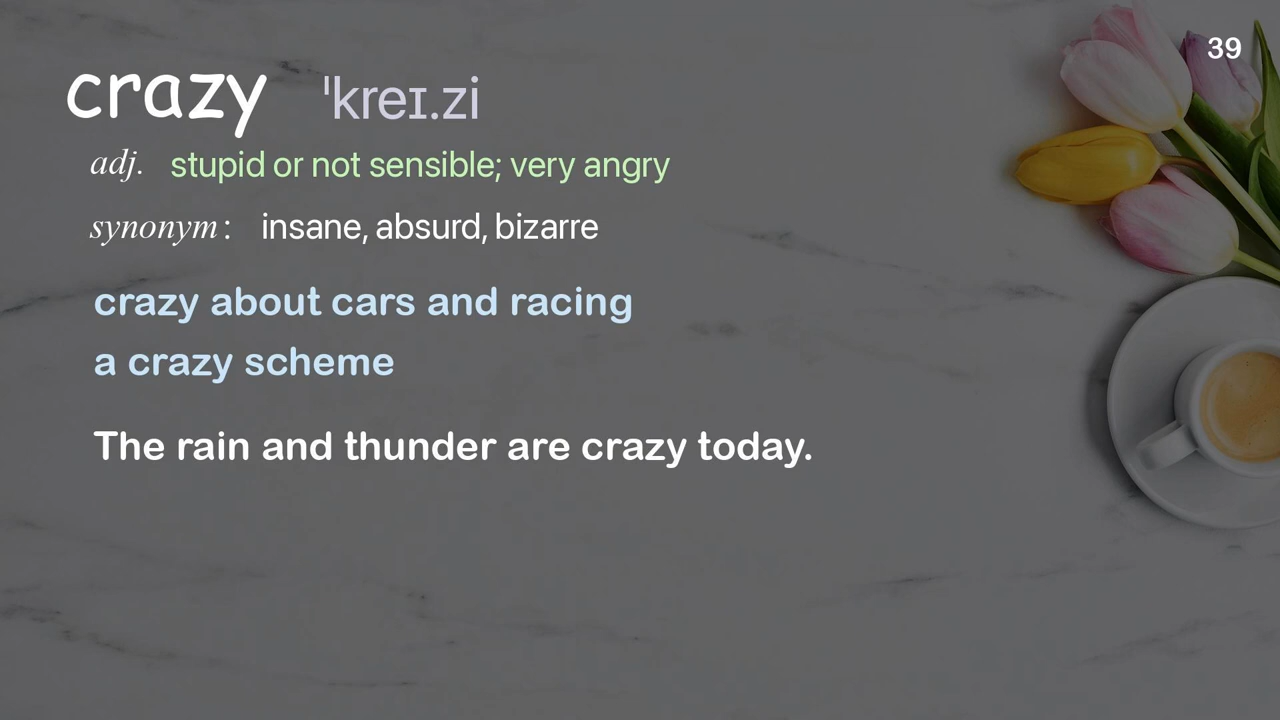 39
crazy ˈkreɪ.zi
adj. stupid or not sensible; very angry
synonym: insane, absurd, bizarre
crazy about cars and racing
a crazy scheme
The rain and thunder are crazy today.